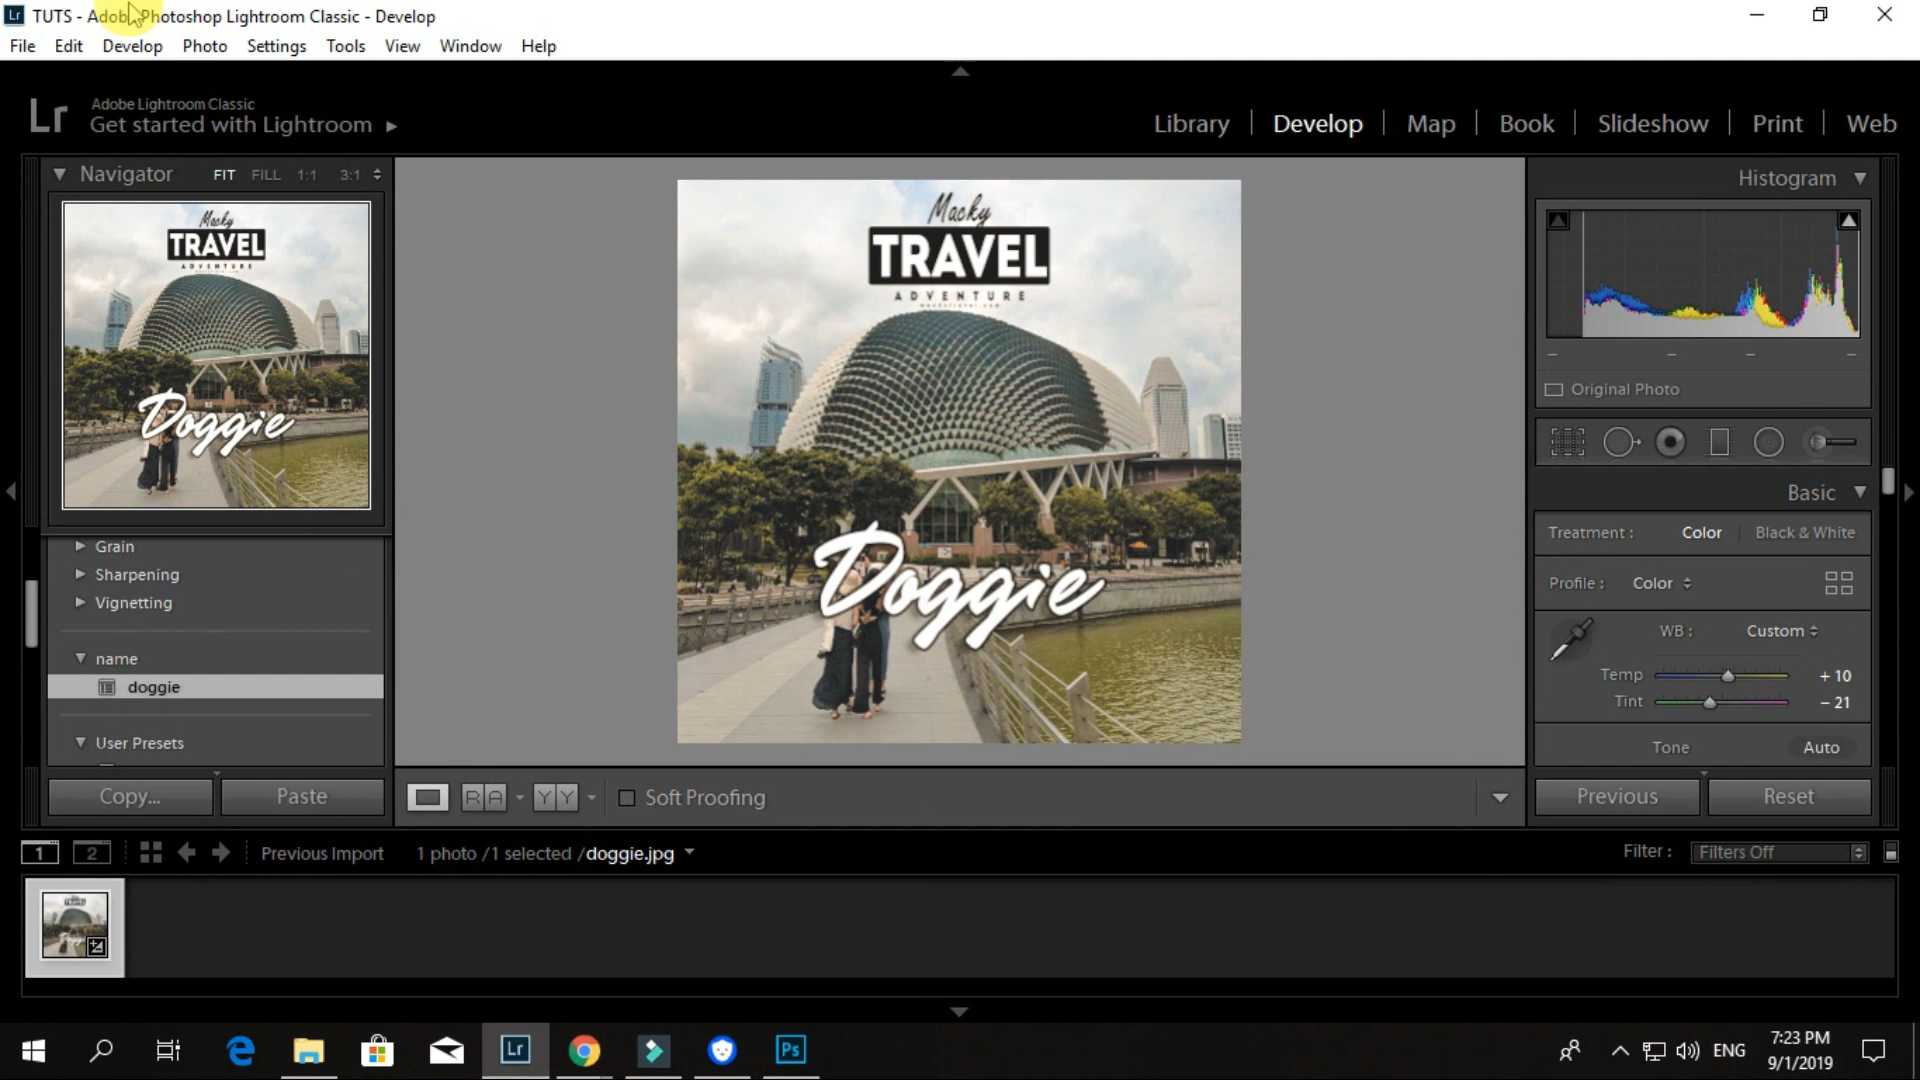 TUTS - Adobe Photoshop Lightroom Classic - Develop
File Edit Develop Photo Settings Tools View Window Help
Lr Adobe Lightroom Classic
Get started with Lightroom
Library Develop Map Book Slideshow Print Web
Navigator FIT FILL 1:1 3:1
Macky
TRAVEL
ADVENTURE
Doggie
Grain
Sharpening
Vignetting
name
doggie
User Presets
Copy... Paste
Macky
TRAVEL
ADVENTURE
Doggie
RA YY Soft Proofing
Histogram
Original Photo
Basic
Treatment : Color Black & White
Profile : Color
WB : Custom
Temp + 10
Tint - 21
Tone Auto
Previous Reset
1 2 Previous Import 1 photo /1 selected /doggie.jpg Filter : Filters Off
Lr Ps ENG 7:23 PM
9/1/2019